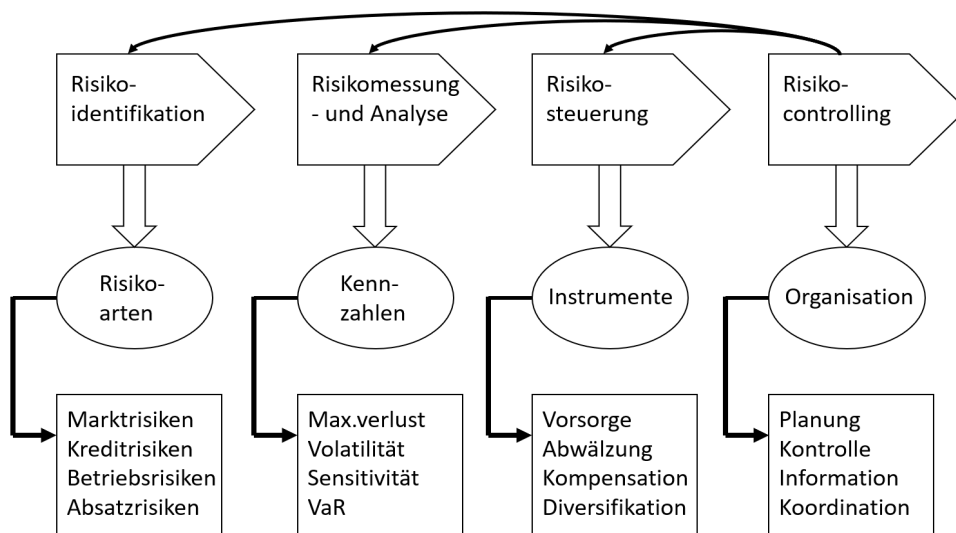 Risiko-
identifikation
Risikomessung
- und Analyse
Risiko-
steuerung
Risiko-
controlling
Risiko-
arten
Kenn-
zahlen
Instrumente
Organisation
Marktrisiken
Kreditrisiken
Betriebsrisiken
Absatzrisiken
Max.verlust
Volatilität
Sensitivität
VaR
Vorsorge
Abwälzung
Kompensation
Diversifikation
Planung
Kontrolle
Information
Koordination